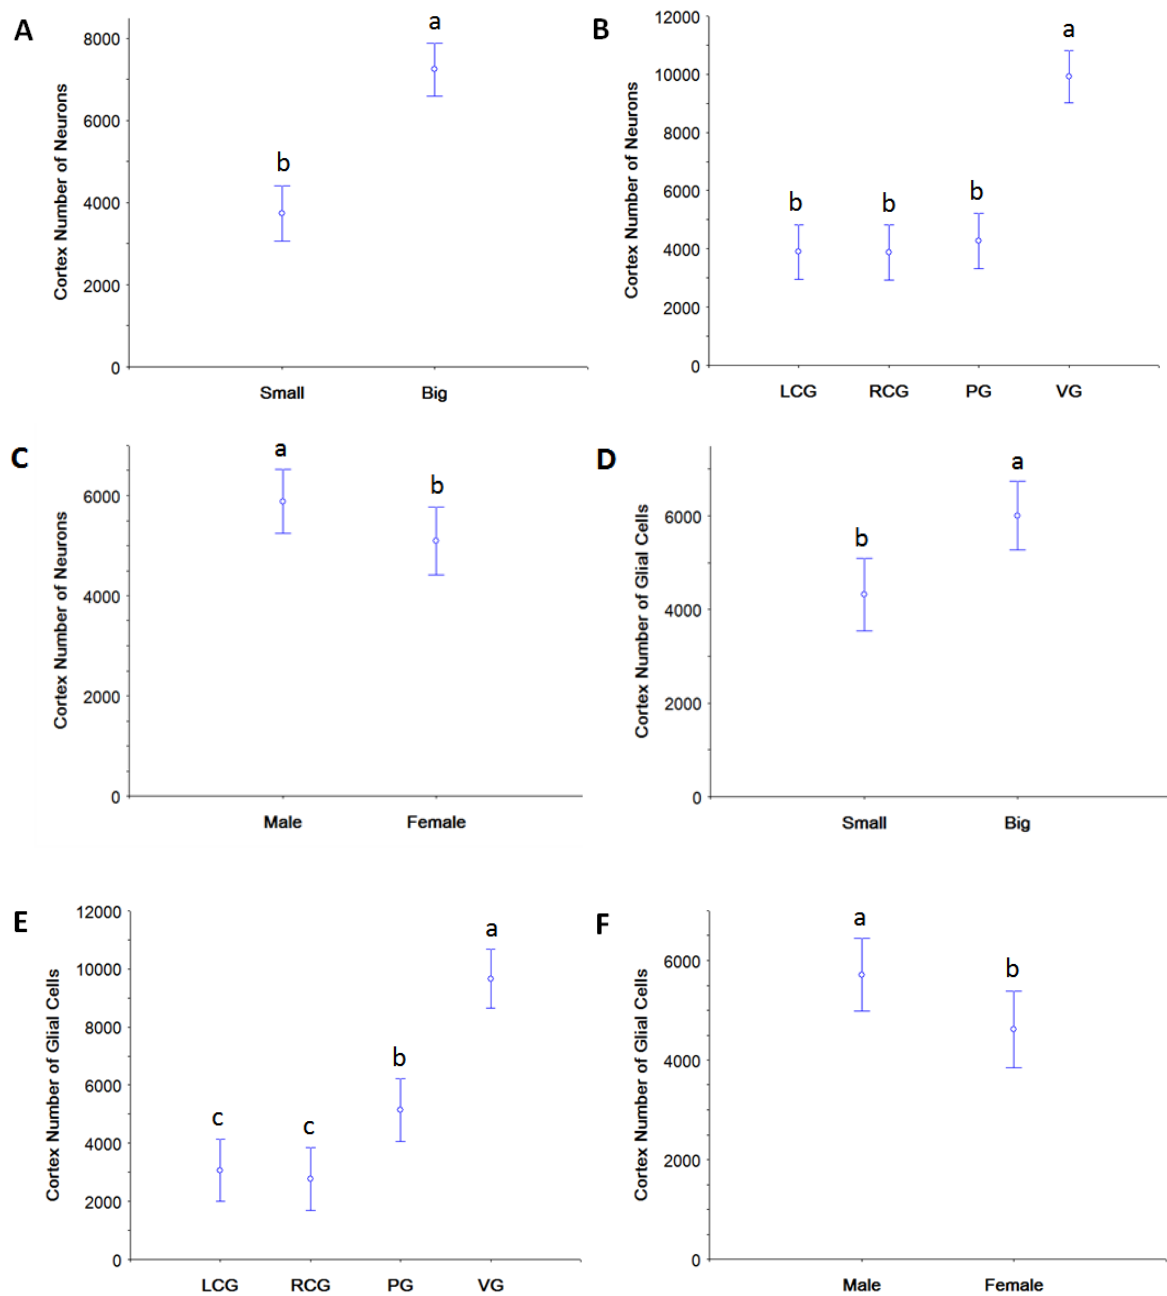 A
Cortex Number of Neurons
8000
6000
4000
2000
0
b
a
Small Big
B
Cortex Number of Neurons
12000
10000
8000
6000
4000
2000
0
b b b a
LCG RCG PG VG
C
Cortex Number of Neurons
6000
4000
2000
0
a
b
Male Female
D
Cortex Number of Glial Cells
6000
4000
2000
0
b
a
Small Big
E
Cortex Number of Glial Cells
12000
10000
8000
6000
4000
2000
0
c c b a
LCG RCG PG VG
F
Cortex Number of Glial Cells
6000
4000
2000
0
a
b
Male Female